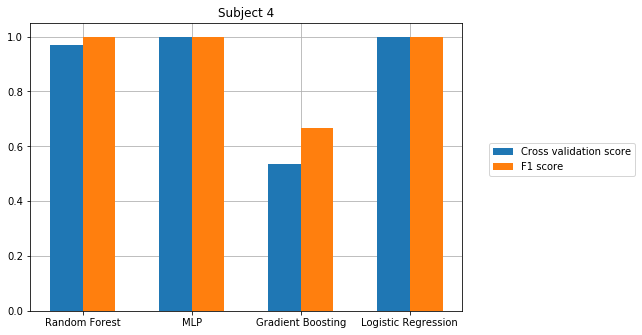 Subject 4
1.0
0.8
0.6
0.4
0.2
0.0
Random Forest
MLP
Gradient Boosting
Logistic Regression
Cross validation score
F1 score